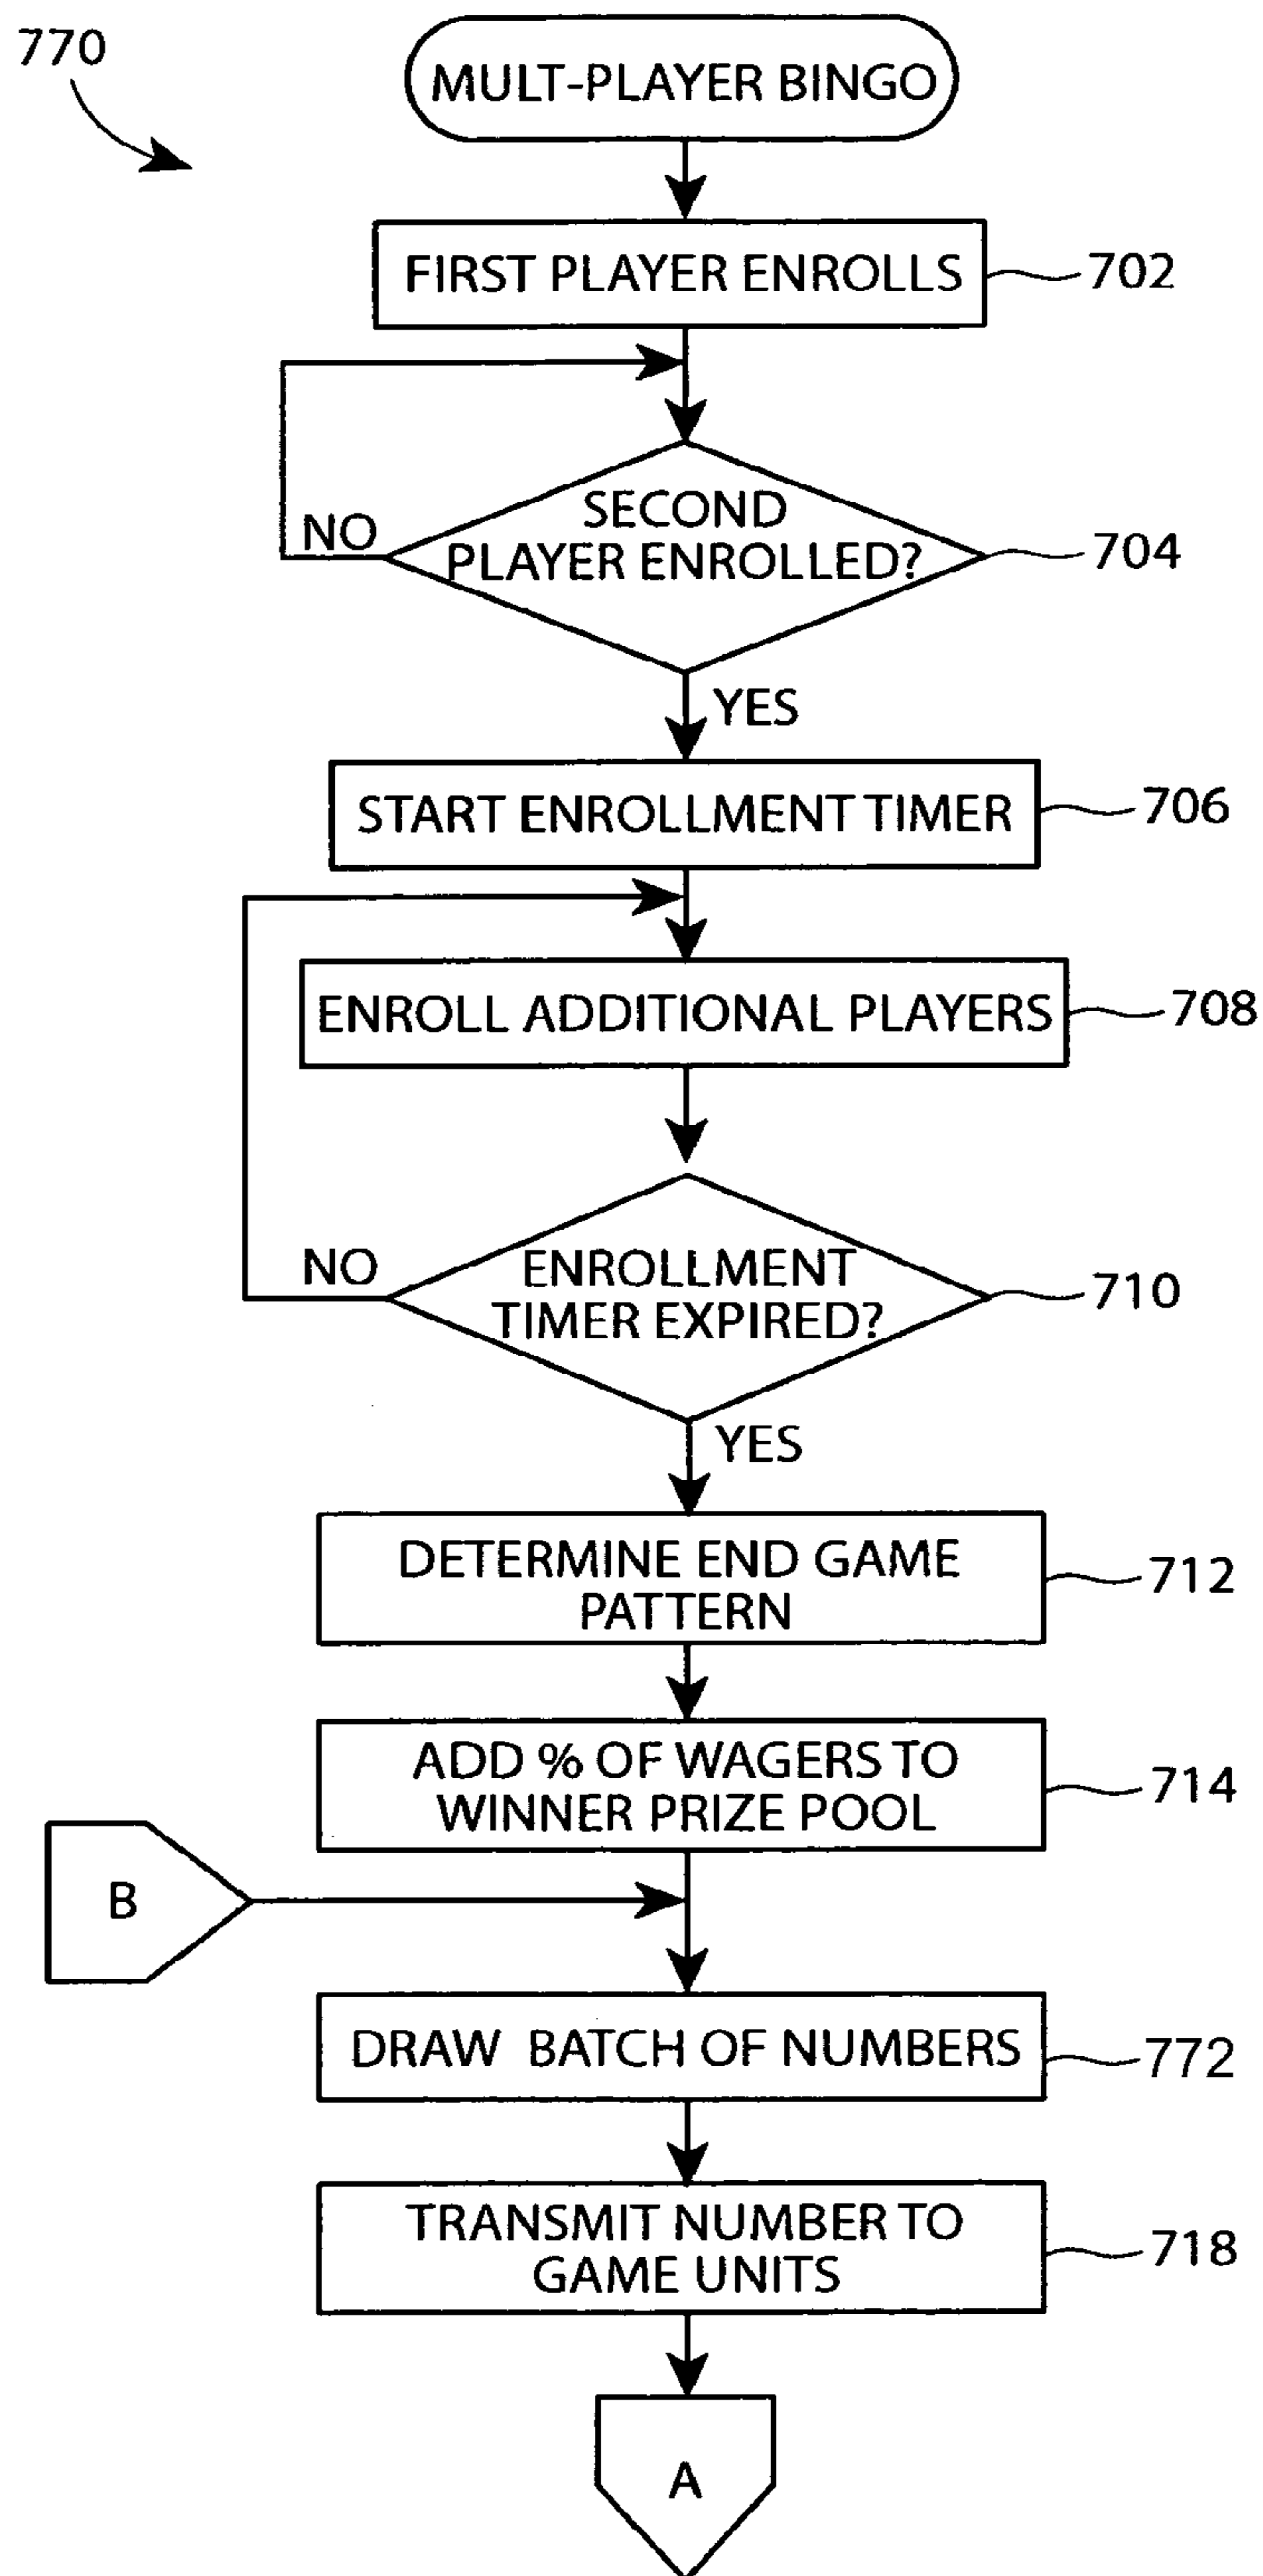 770
MULT-PLAYER BINGO
FIRST PLAYER ENROLLS
702
SECOND
PLAYER ENROLLED?
704
NO
YES
START ENROLLMENT TIMER
706
ENROLL ADDITIONAL PLAYERS
708
ENROLLMENT
TIMER EXPIRED?
710
NO
YES
DETERMINE END GAME
PATTERN
712
ADD % OF WAGERS TO
WINNER PRIZE POOL
714
B
DRAW BATCH OF NUMBERS
772
TRANSMIT NUMBER TO
GAME UNITS
718
A